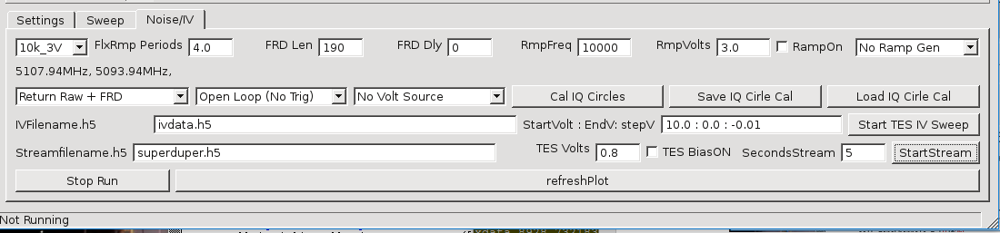 Settings Sweep Noise/IV
10k_3V FlxRmp Periods 4.0 FRD Len 190 FRD Dly 0 RmpFreq 10000 RmpVolts 3.0 RampOn No Ramp Gen
5107.94MHz, 5093.94MHz,
Return Raw + FRD Open Loop (No Trig) No Volt Source Cal IQ Circles Save IQ Cirle Cal Load IQ Cirle Cal
IVFilename.h5 ivdata.h5 StartVolt : EndV: stepV 10.0 : 0.0 : -0.01 Start TES IV Sweep
Streamfilename.h5 superduper.h5 TES Volts 0.8 TES BiasON SecondsStream 5 StartStream
Stop Run refreshPlot
Not Running